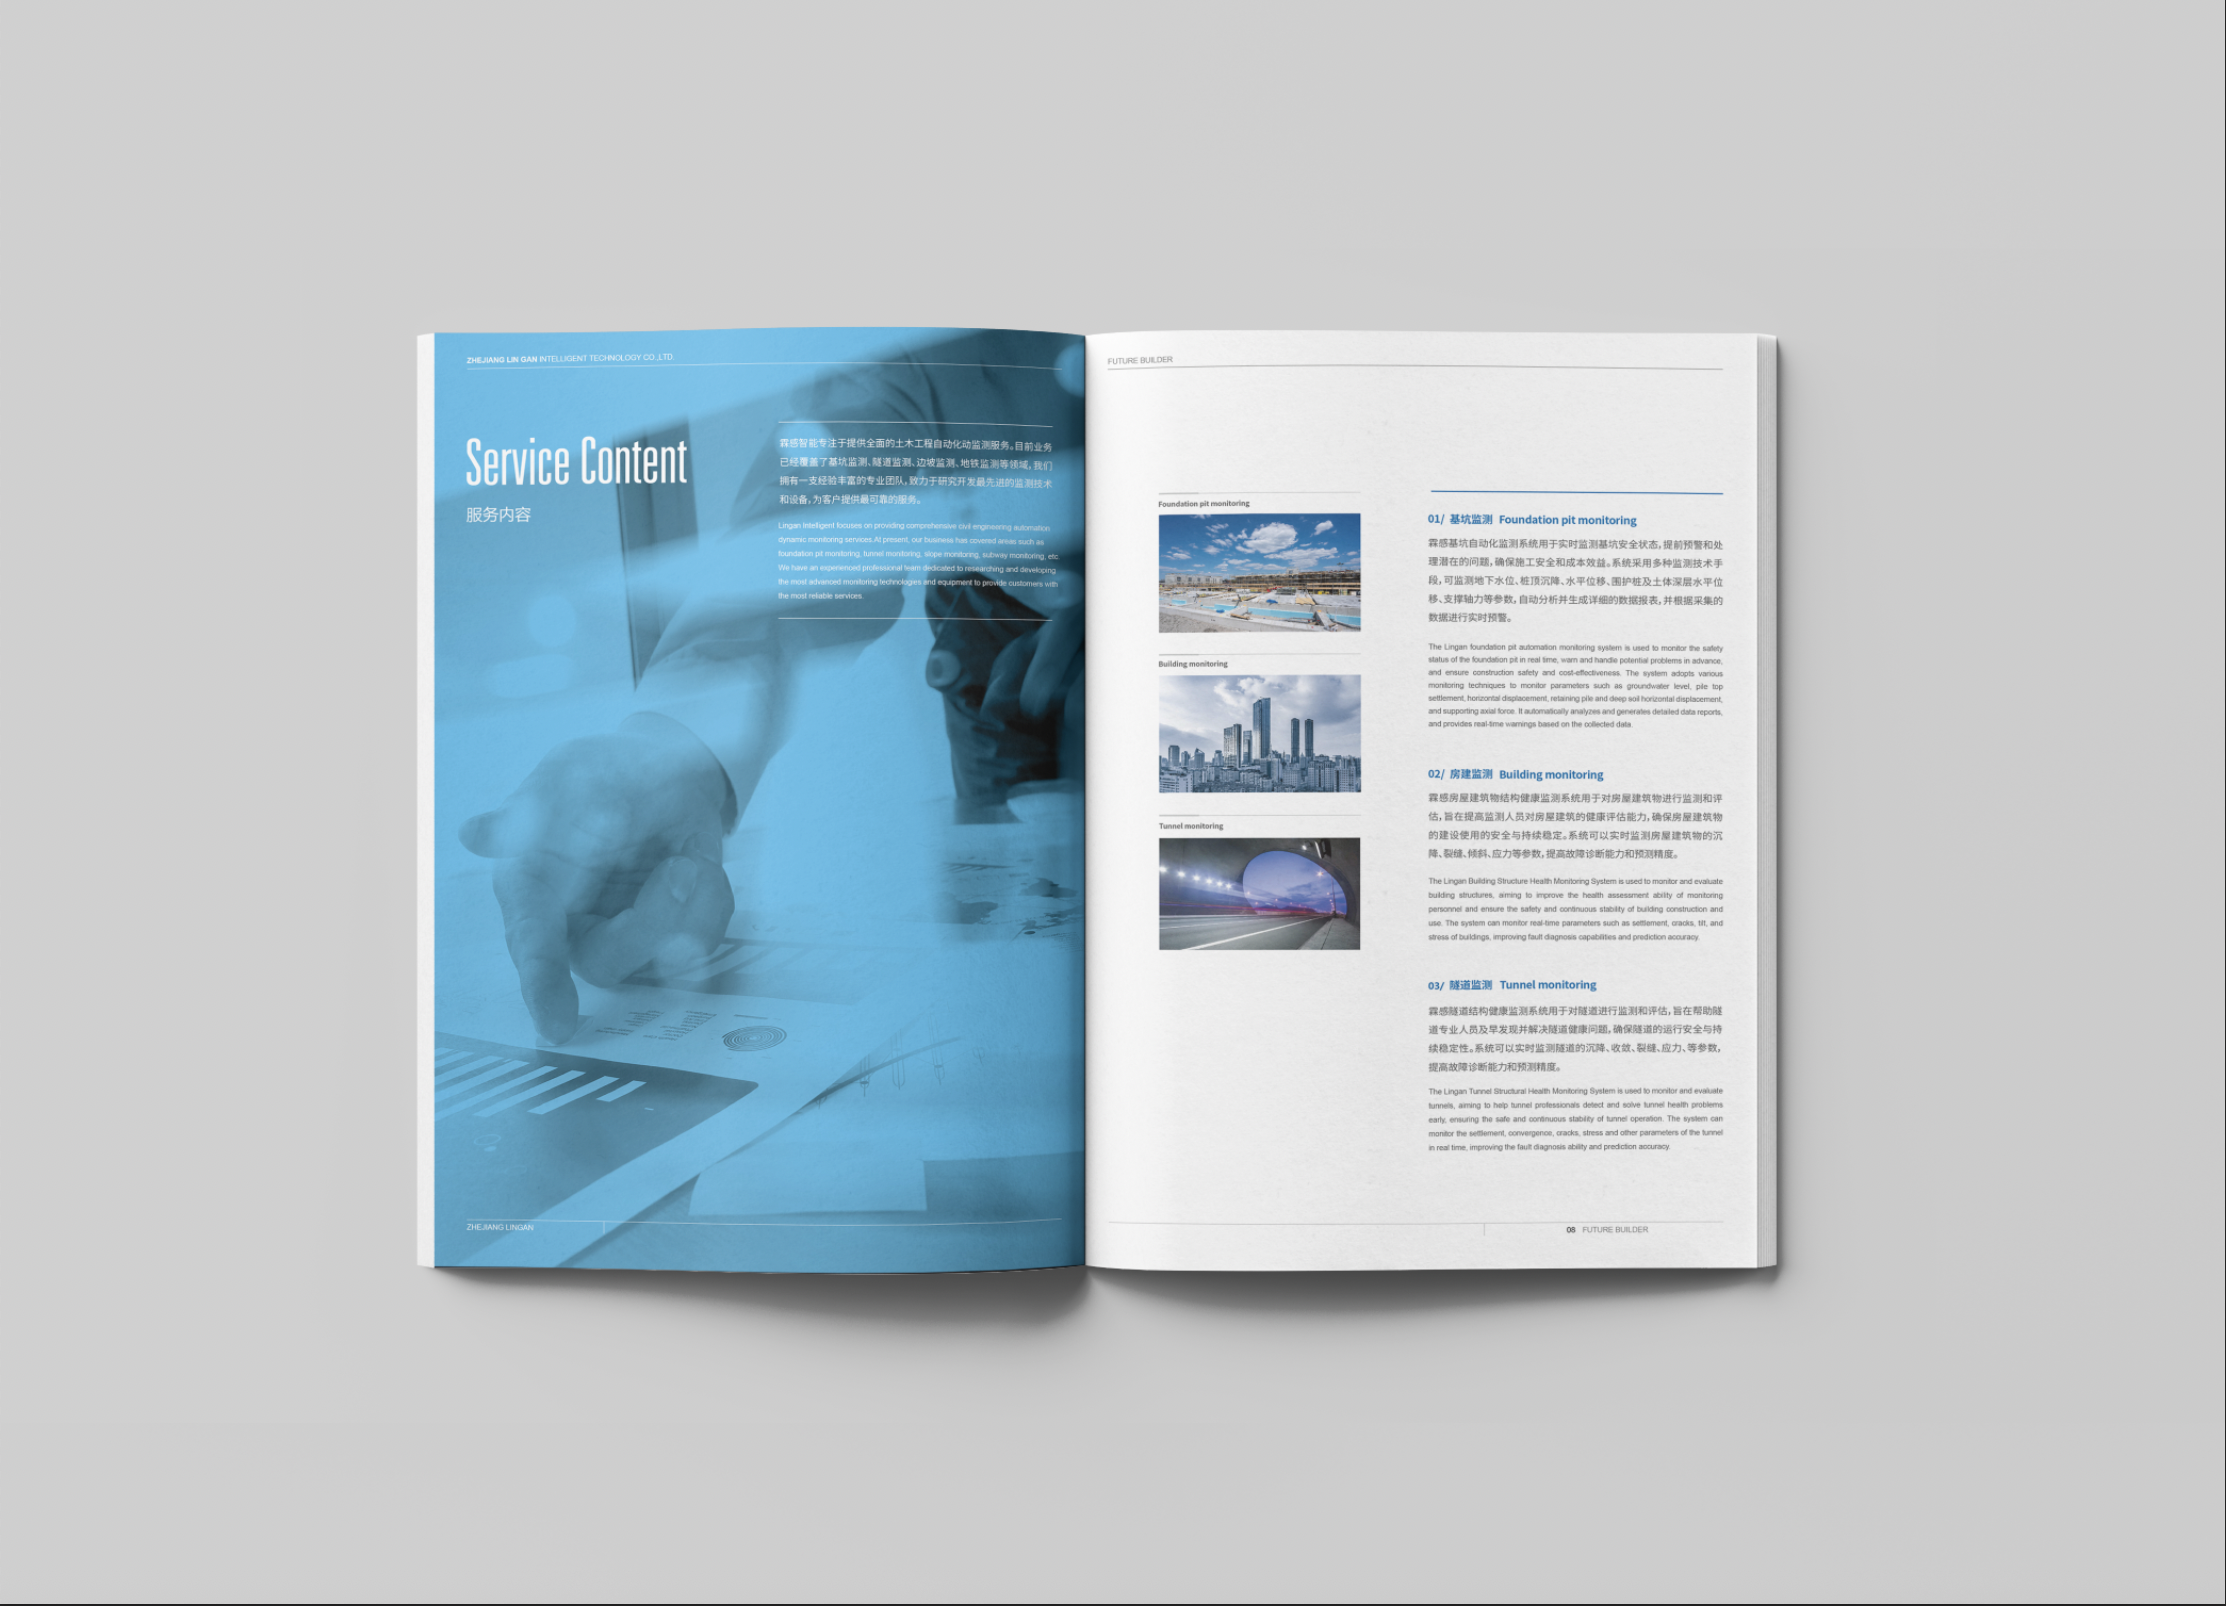 ZHEJIANG LIN GAN INTELLIGENT TECHNOLOGY CO.,LTD.
Service Content
服务内容
霖感智能专注于提供全面的土木工程自动化动监测服务。目前业务
已经覆盖了基坑监测、隧道监测、边坡监测、地铁监测等领域，我们
拥有一支经验丰富的专业团队，致力于研究开发最先进的监测技术
和设备，为客户提供最可靠的服务。
Lingan Intelligent focuses on providing comprehensive civil engineering automation
dynamic monitoring services.At present, our business has covered areas such as
foundation pit monitoring, tunnel monitoring, slope monitoring, subway monitoring, etc.
We have an experienced professional team dedicated to researching and developing
the most advanced monitoring technologies and equipment to provide customers with
the most reliable services.
ZHEJIANG LINGAN
FUTURE BUILDER
Foundation pit monitoring
Building monitoring
Tunnel monitoring
01/ 基坑监测 Foundation pit monitoring
霖感基坑自动化监测系统用于实时监测基坑安全状态，提前预警和处
理潜在的问题，确保施工安全和成本效益。系统采用多种监测技术手
段，可监测地下水位、桩顶沉降、水平位移、围护桩及土体深层水平位
移、支撑轴力等参数，自动分析并生成详细的数据报表，并根据采集的
数据进行实时预警。
The Lingan foundation pit automation monitoring system is used to monitor the safety
status of the foundation pit in real time, warn and handle potential problems in advance,
and ensure construction safety and cost-effectiveness. The system adopts various
monitoring techniques to monitor parameters such as groundwater level, pile top
settlement, horizontal displacement, retaining pile and deep soil horizontal displacement,
and supporting axial force. It automatically analyzes and generates detailed data reports,
and provides real-time warnings based on the collected data.
02/ 房建监测 Building monitoring
霖感房屋建筑物结构健康监测系统用于对房屋建筑物进行监测和评
估，旨在提高监测人员对房屋建筑的健康评估能力，确保房屋建筑物
的建设使用的安全与持续稳定。系统可以实时监测房屋建筑物的沉
降、裂缝、倾斜、应力等参数，提高故障诊断能力和预测精度。
The Lingan Building Structure Health Monitoring System is used to monitor and evaluate
building structures, aiming to improve the health assessment ability of monitoring
personnel and ensure the safety and continuous stability of building construction and
use. The system can monitor real-time parameters such as settlement, cracks, tilt, and
stress of buildings, improving fault diagnosis capabilities and prediction accuracy.
03/ 隧道监测 Tunnel monitoring
霖感隧道结构健康监测系统用于对隧道进行监测和评估，旨在帮助隧
道专业人员及早发现并解决隧道健康问题，确保隧道的运行安全与持
续稳定性。系统可以实时监测隧道的沉降、收敛、裂缝、应力、等参数，
提高故障诊断能力和预测精度。
The Lingan Tunnel Structural Health Monitoring System is used to monitor and evaluate
tunnels, aiming to help tunnel professionals detect and solve tunnel health problems
early, ensuring the safe and continuous stability of tunnel operation. The system can
monitor the settlement, convergence, cracks, stress and other parameters of the tunnel
in real time, improving the fault diagnosis ability and prediction accuracy.
08 FUTURE BUILDER